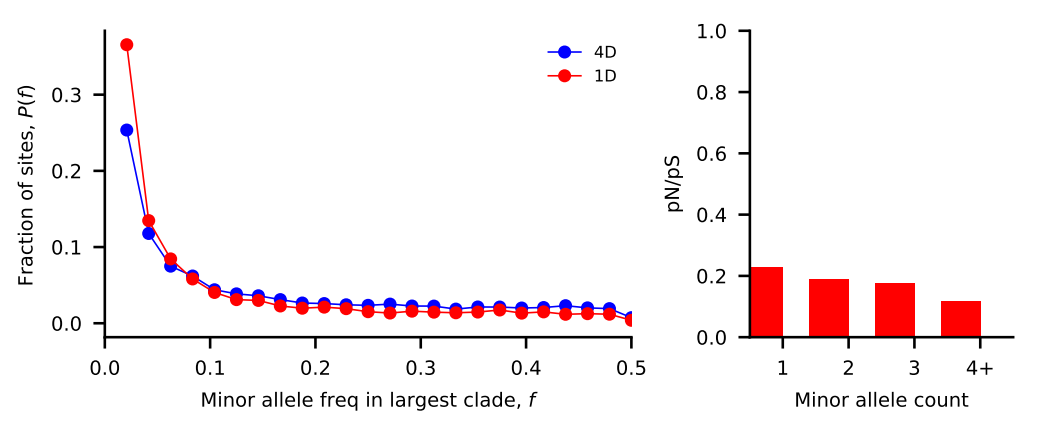 4D
1D
Fraction of sites, P(f)
0.3
0.2
0.1
0.0
0.0 0.1 0.2 0.3 0.4 0.5
Minor allele freq in largest clade, f
pN/pS
1.0
0.8
0.6
0.4
0.2
0.0
1 2 3 4+
Minor allele count